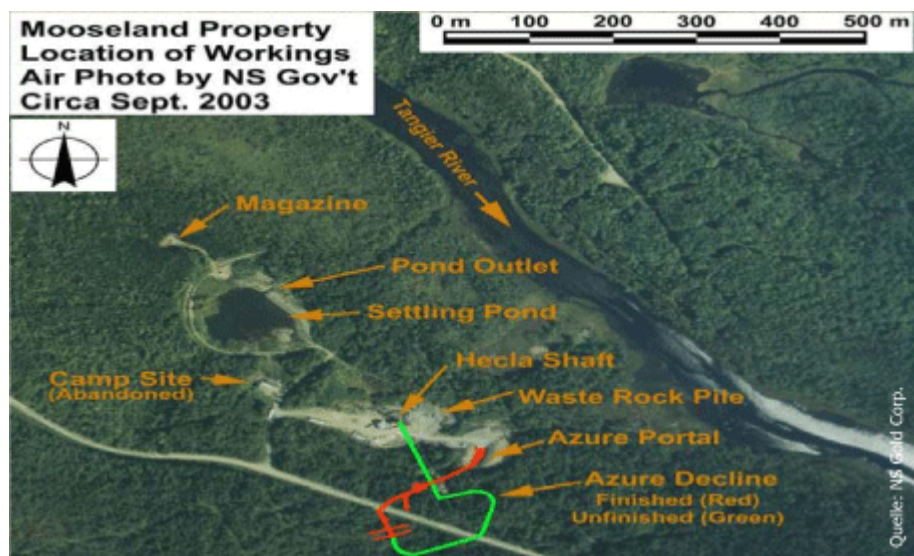 Mooseland Property
Location of Workings
Air Photo by NS Gov't
Circa Sept. 2003
0 m 100 200 300 400 500 m
N
Tangier River
Magazine
Pond Outlet
Settling Pond
Hecla Shaft
Camp Site
(Abandoned)
Waste Rock Pile
Azure Portal
Azure Decline
Finished (Red)
Unfinished (Green)
Quelle: NS Gold Corp.